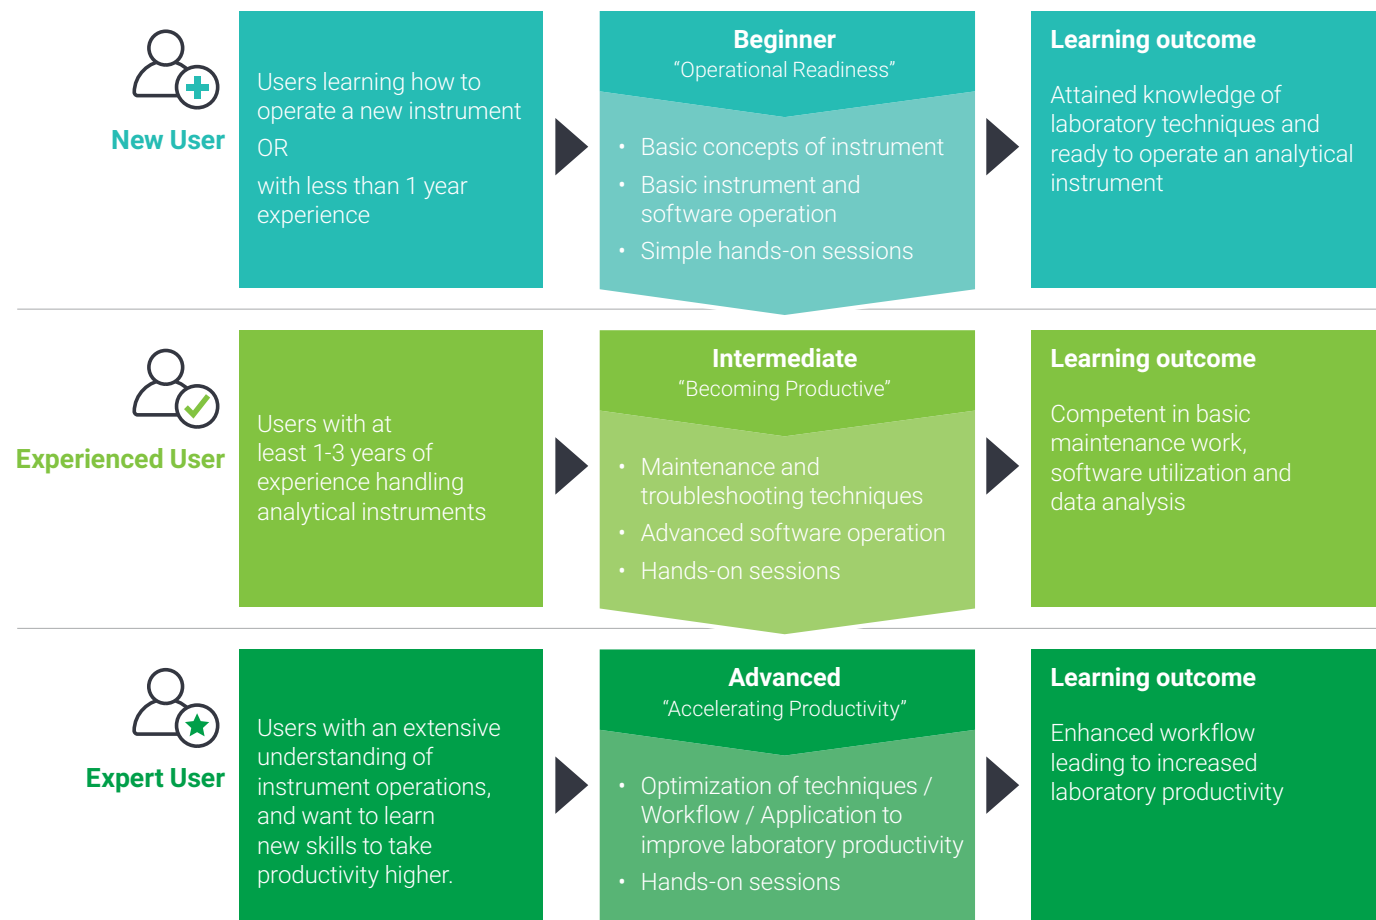 New User
Users learning how to
operate a new instrument
OR
with less than 1 year
experience
Beginner
“Operational Readiness”
• Basic concepts of instrument
• Basic instrument and
software operation
• Simple hands-on sessions
Learning outcome
Attained knowledge of
laboratory techniques and
ready to operate an analytical
instrument
Experienced User
Users with at
least 1-3 years of
experience handling
analytical instruments
Intermediate
“Becoming Productive”
• Maintenance and
troubleshooting techniques
• Advanced software operation
• Hands-on sessions
Learning outcome
Competent in basic
maintenance work,
software utilization and
data analysis
Expert User
Users with an extensive
understanding of
instrument operations,
and want to learn
new skills to take
productivity higher.
Advanced
“Accelerating Productivity”
• Optimization of techniques /
Workflow / Application to
improve laboratory productivity
• Hands-on sessions
Learning outcome
Enhanced workflow
leading to increased
laboratory productivity